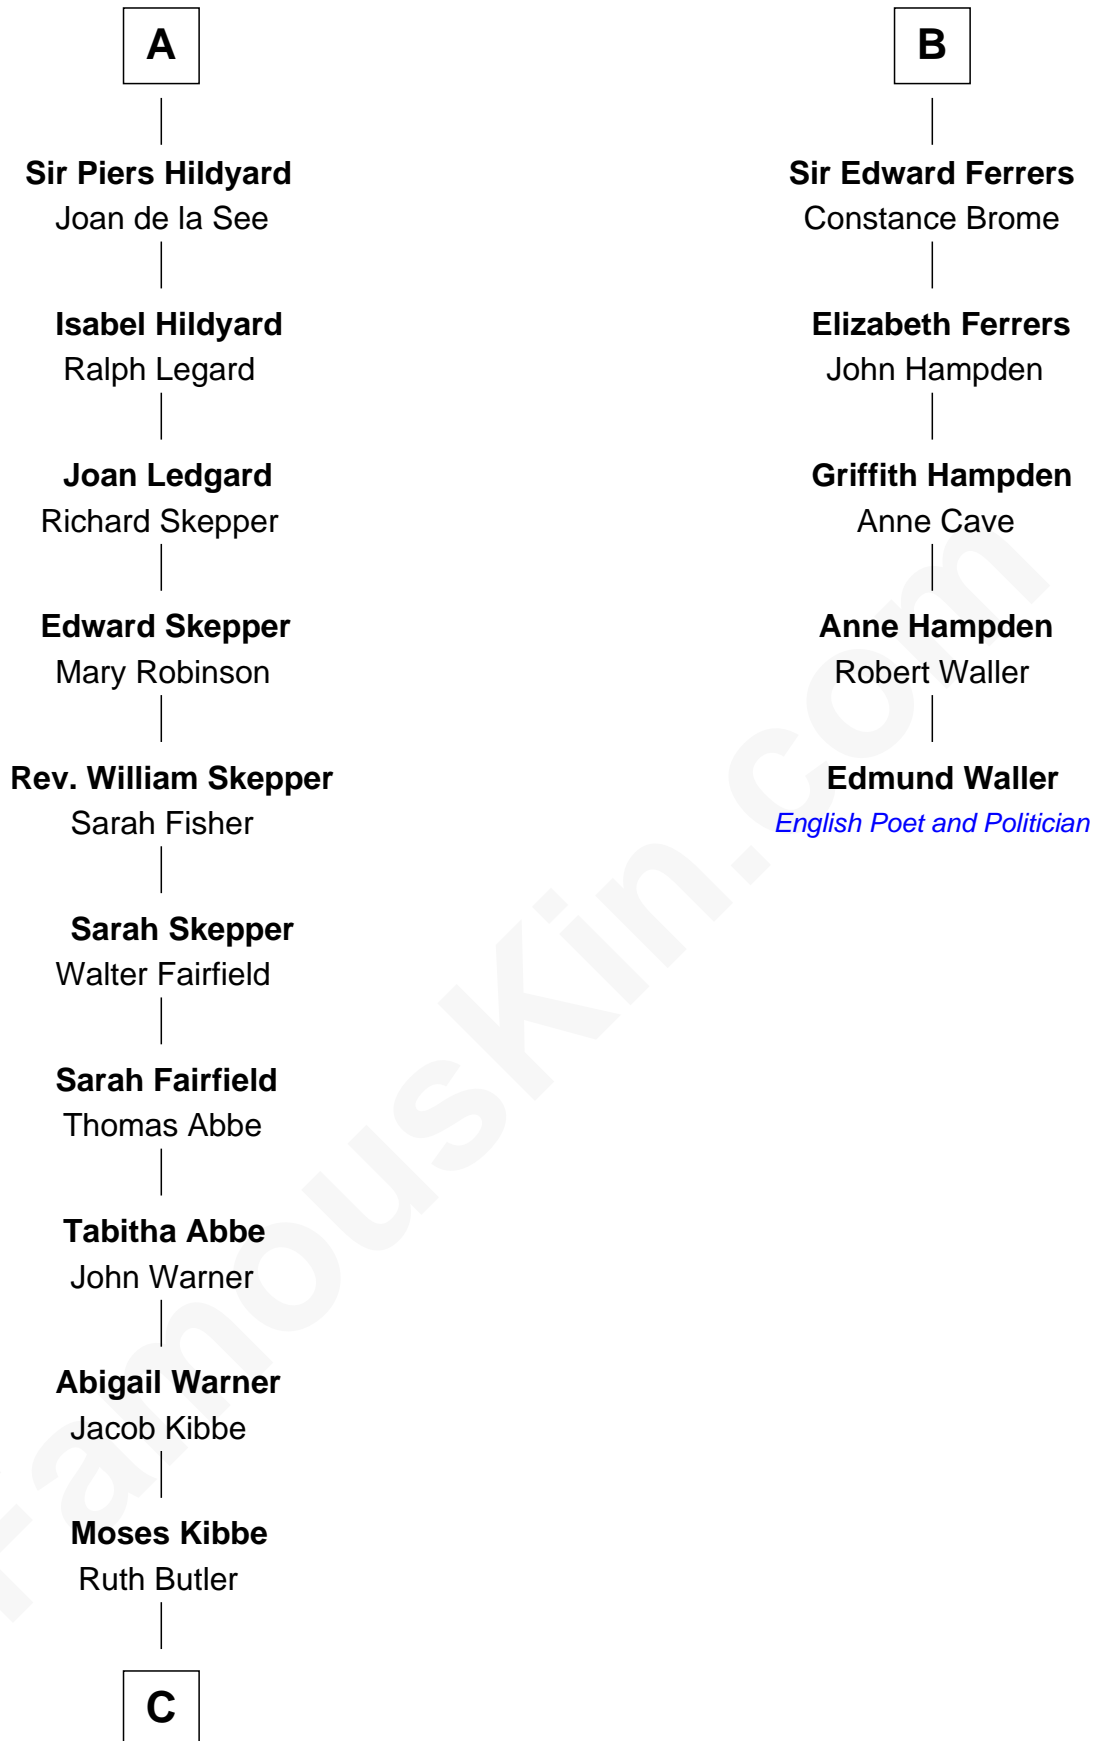 A
Sir Piers Hildyard
Joan de la See
Isabel Hildyard
Ralph Legard
Joan Ledgard
Richard Skepper
Edward Skepper
Mary Robinson
Rev. William Skepper
Sarah Fisher
Sarah Skepper
Walter Fairfield
Sarah Fairfield
Thomas Abbe
Tabitha Abbe
John Warner
Abigail Warner
Jacob Kibbe
Moses Kibbe
Ruth Butler
C
B
Sir Edward Ferrers
Constance Brome
Elizabeth Ferrers
John Hampden
Griffith Hampden
Anne Cave
Anne Hampden
Robert Waller
Edmund Waller
English Poet and Politician
FamousKin.com